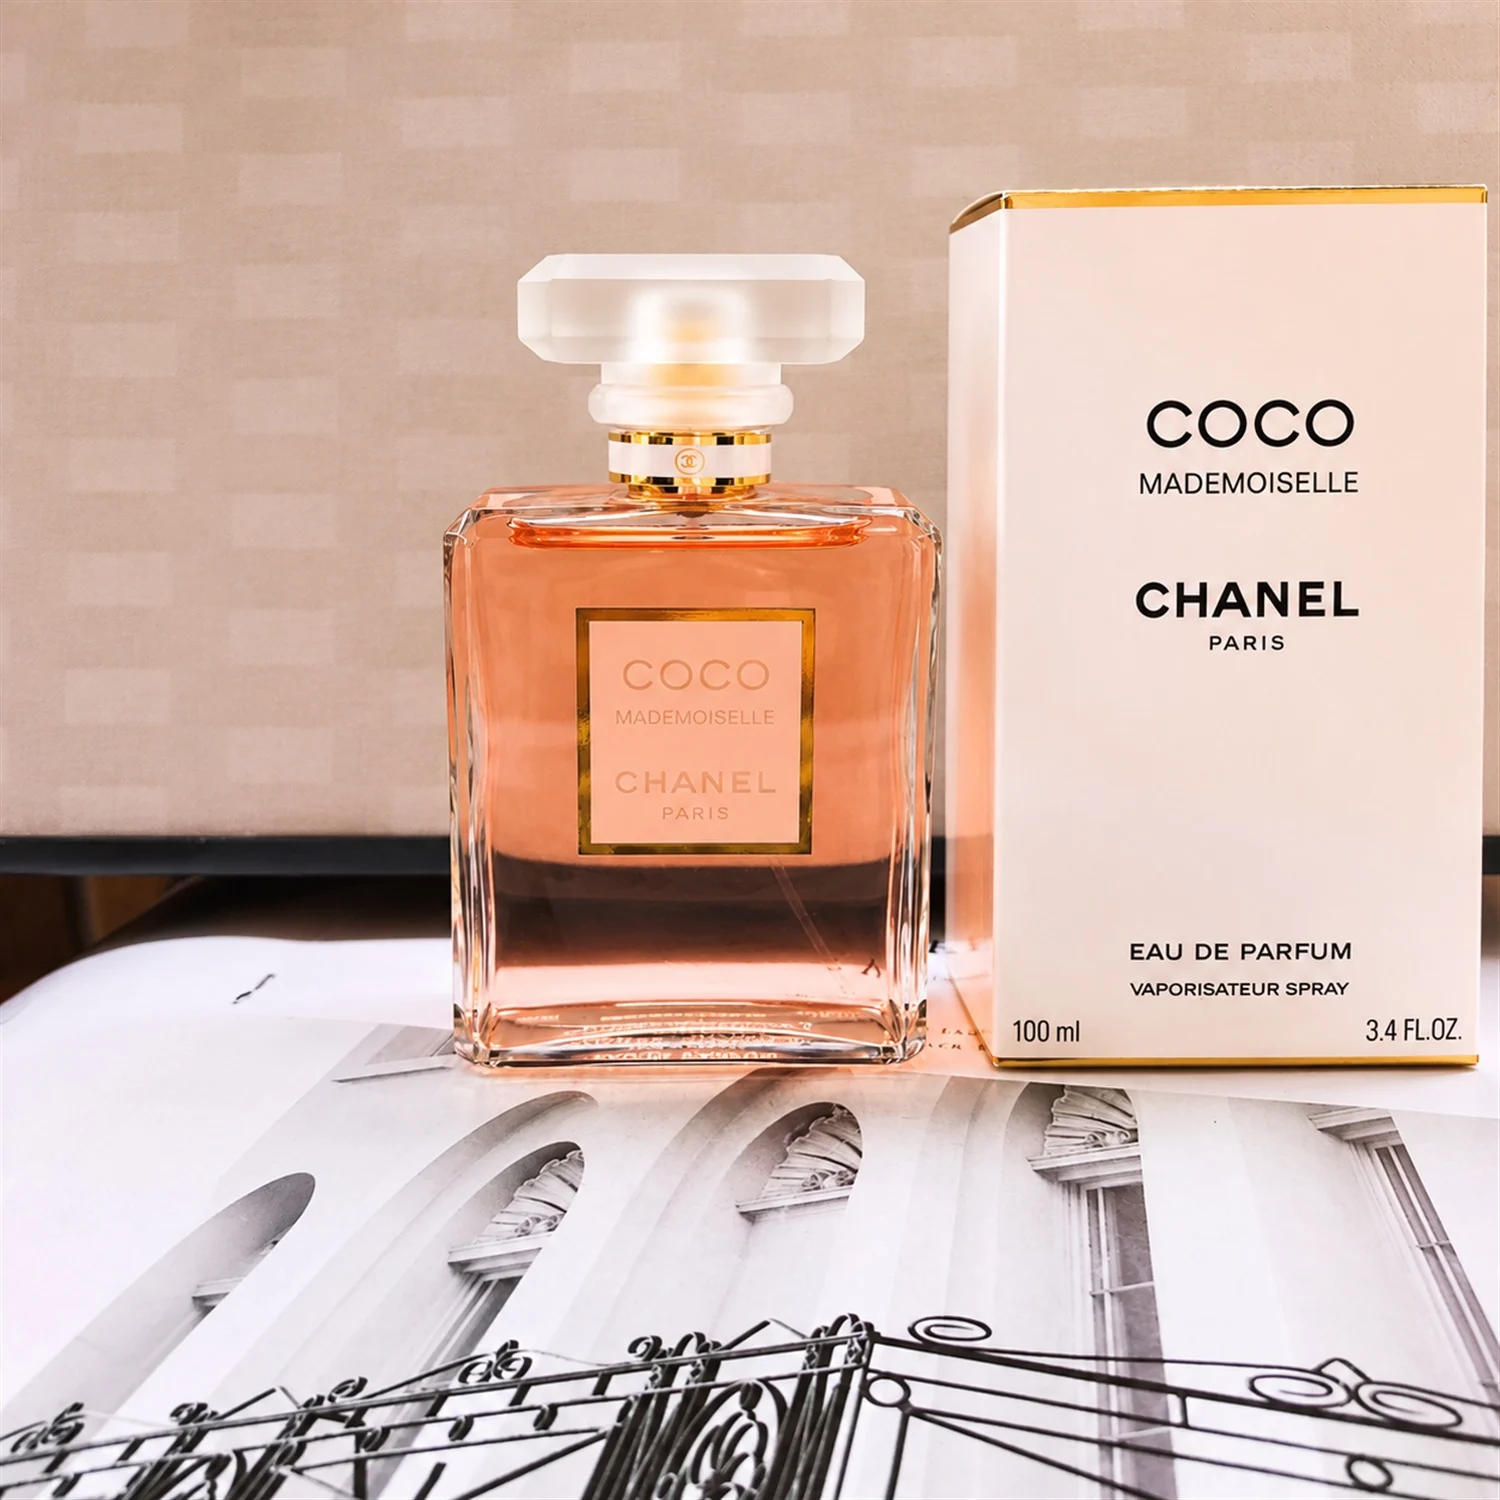 COCO
MADEMOISELLE
CHANEL
PARIS
COCO
MADEMOISELLE
CHANEL
PARIS
EAU DE PARFUM
VAPORISATEUR SPRAY
100 ml
3.4 FL.OZ.